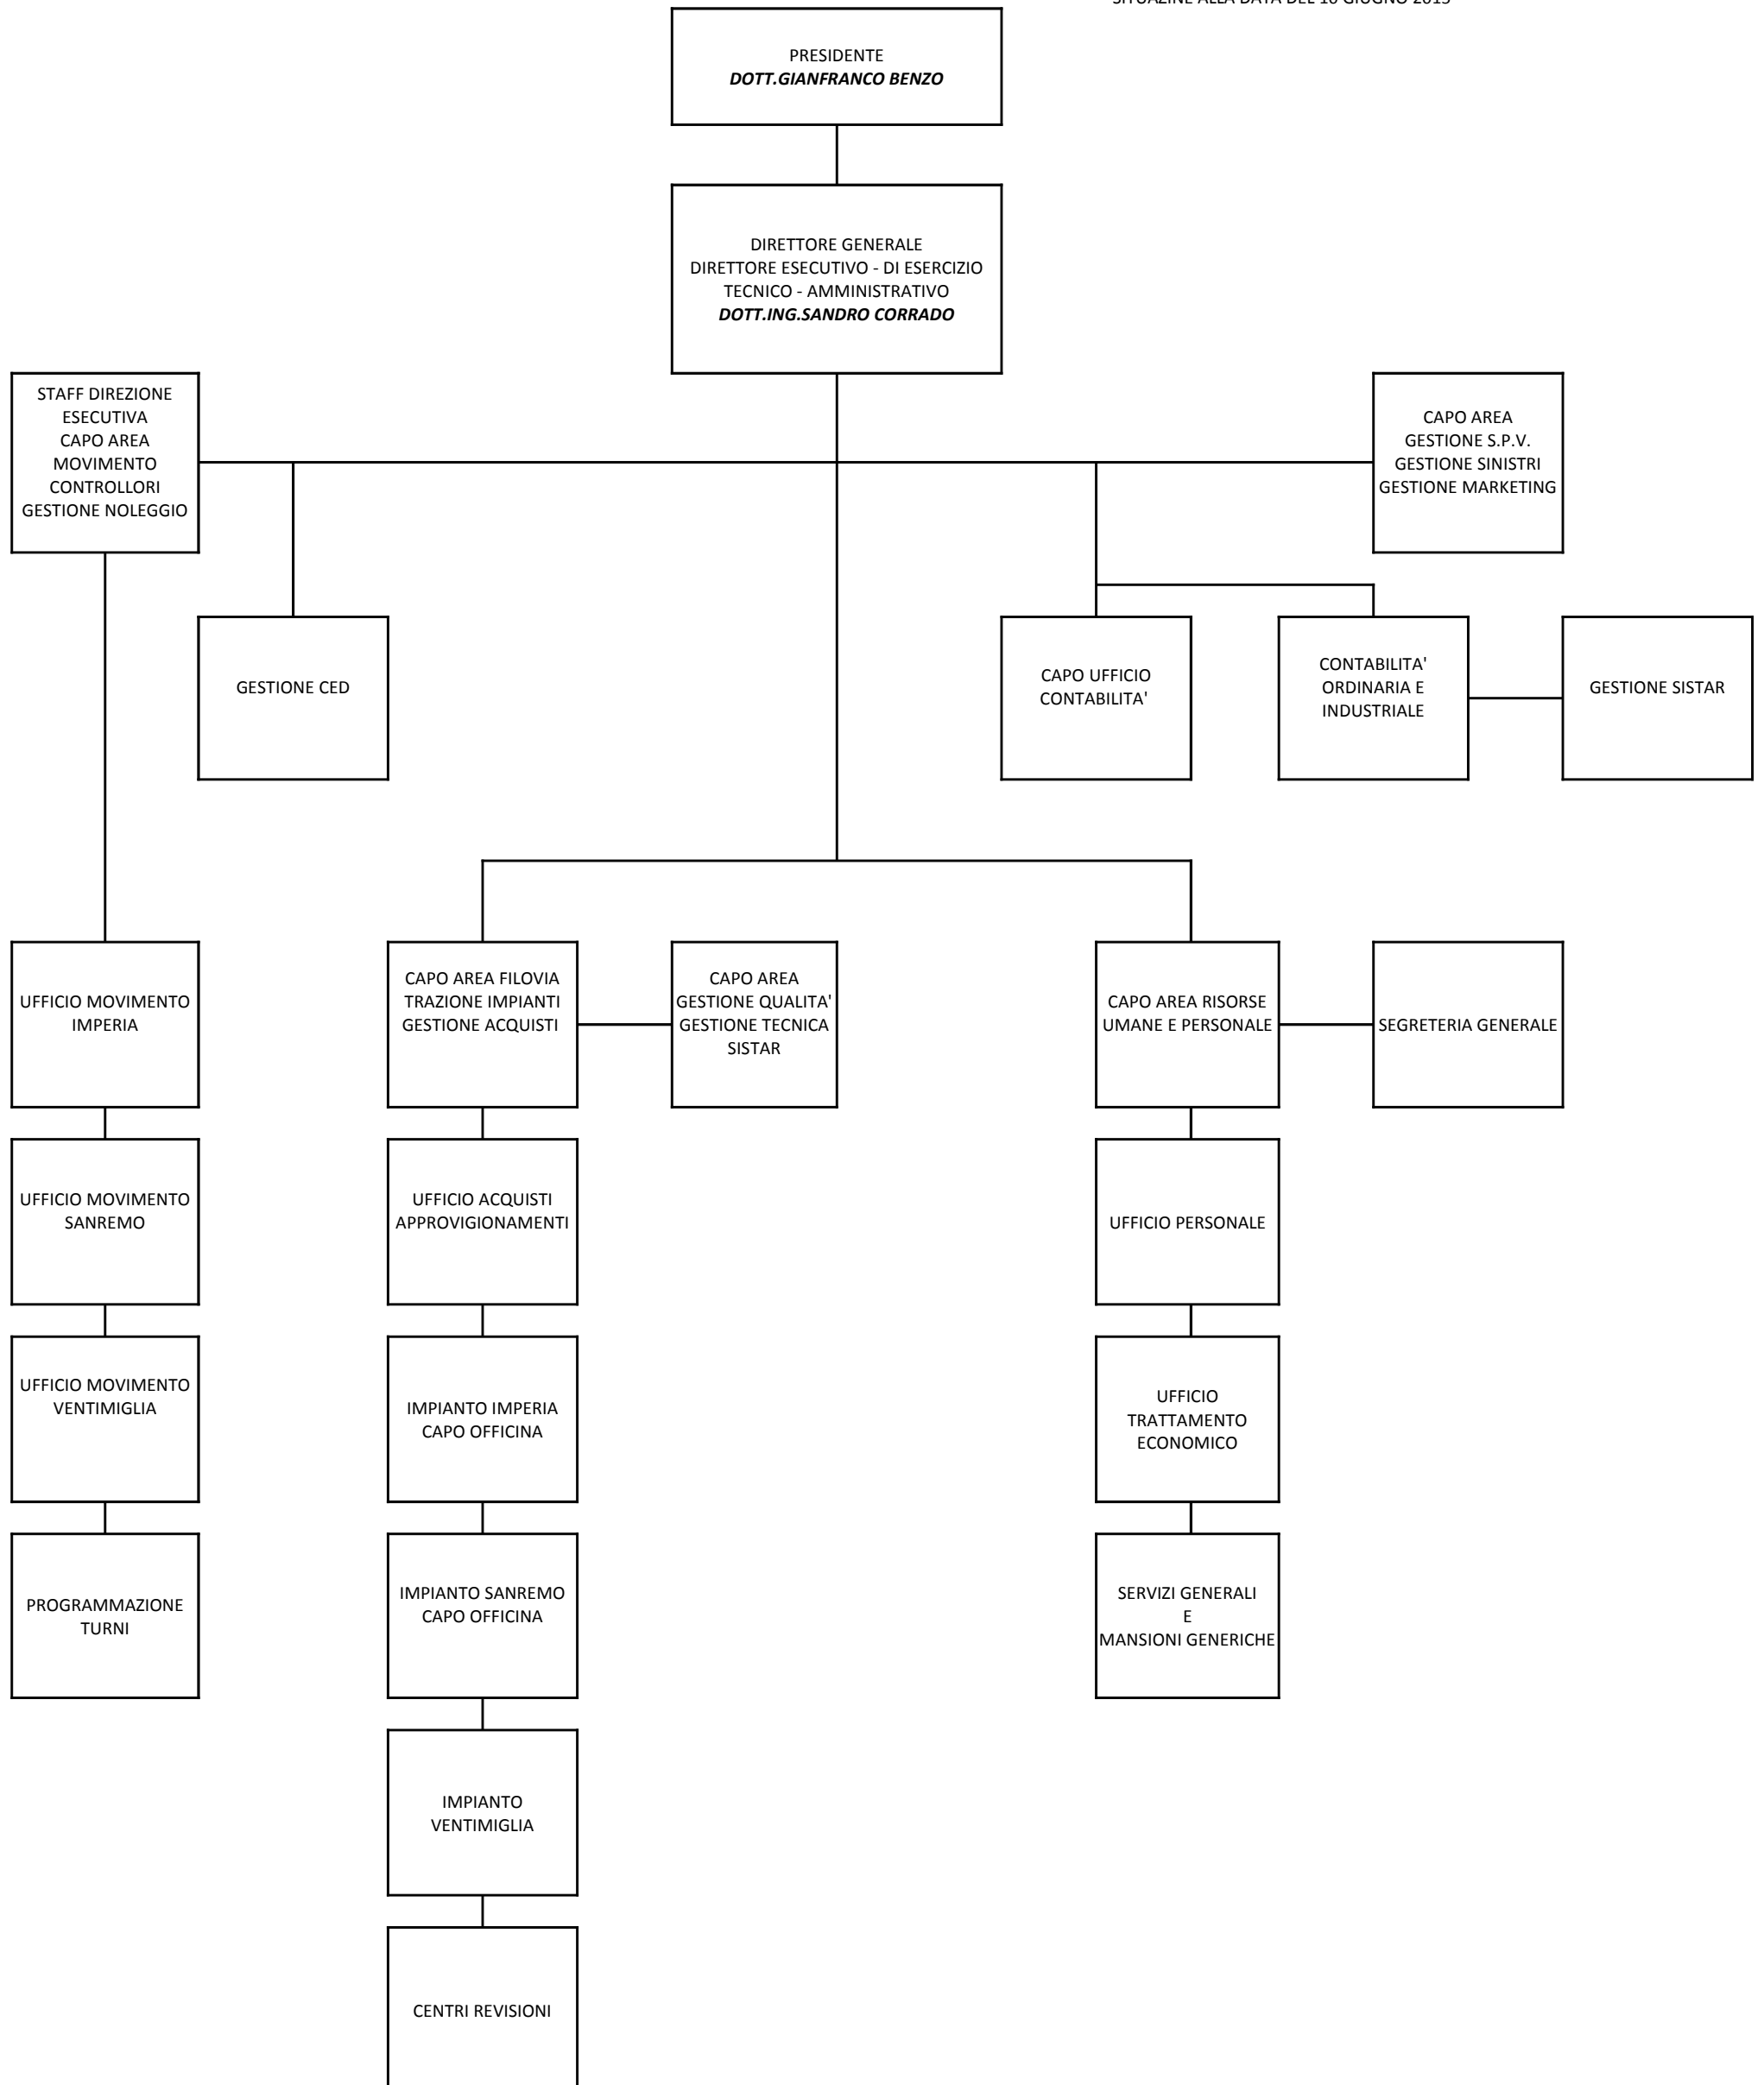 SITUAZINE ALLA DATA DEL GIUGNO
PRESIDENTE
DOTT.GIANFRANCO BENZO
DIRETTORE GENERALE
DIRETTORE ESECUTIVO - DI ESERCIZIO
TECNICO - AMMINISTRATIVO
DOTT.ING.SANDRO CORRADO
STAFF DIREZIONE
ESECUTIVA
CAPO AREA
MOVIMENTO
CONTROLLORI
GESTIONE NOLEGGIO
CAPO AREA
GESTIONE S.P.V.
GESTIONE SINISTRI
GESTIONE MARKETING
GESTIONE CED
CAPO UFFICIO
CONTABILITA'
CONTABILITA'
ORDINARIA E
INDUSTRIALE
GESTIONE SISTAR
UFFICIO MOVIMENTO
IMPERIA
CAPO AREA FILOVIA
TRAZIONE IMPIANTI
GESTIONE ACQUISTI
CAPO AREA
GESTIONE QUALITA'
GESTIONE TECNICA
SISTAR
CAPO AREA RISORSE
UMANE E PERSONALE
SEGRETERIA GENERALE
UFFICIO MOVIMENTO
SANREMO
UFFICIO ACQUISTI
APPROVIGIONAMENTI
UFFICIO PERSONALE
UFFICIO MOVIMENTO
VENTIMIGLIA
IMPIANTO IMPERIA
CAPO OFFICINA
UFFICIO
TRATTAMENTO
ECONOMICO
PROGRAMMAZIONE
TURNI
IMPIANTO SANREMO
CAPO OFFICINA
SERVIZI GENERALI
E
MANSIONI GENERICHE
IMPIANTO
VENTIMIGLIA
CENTRI REVISIONI